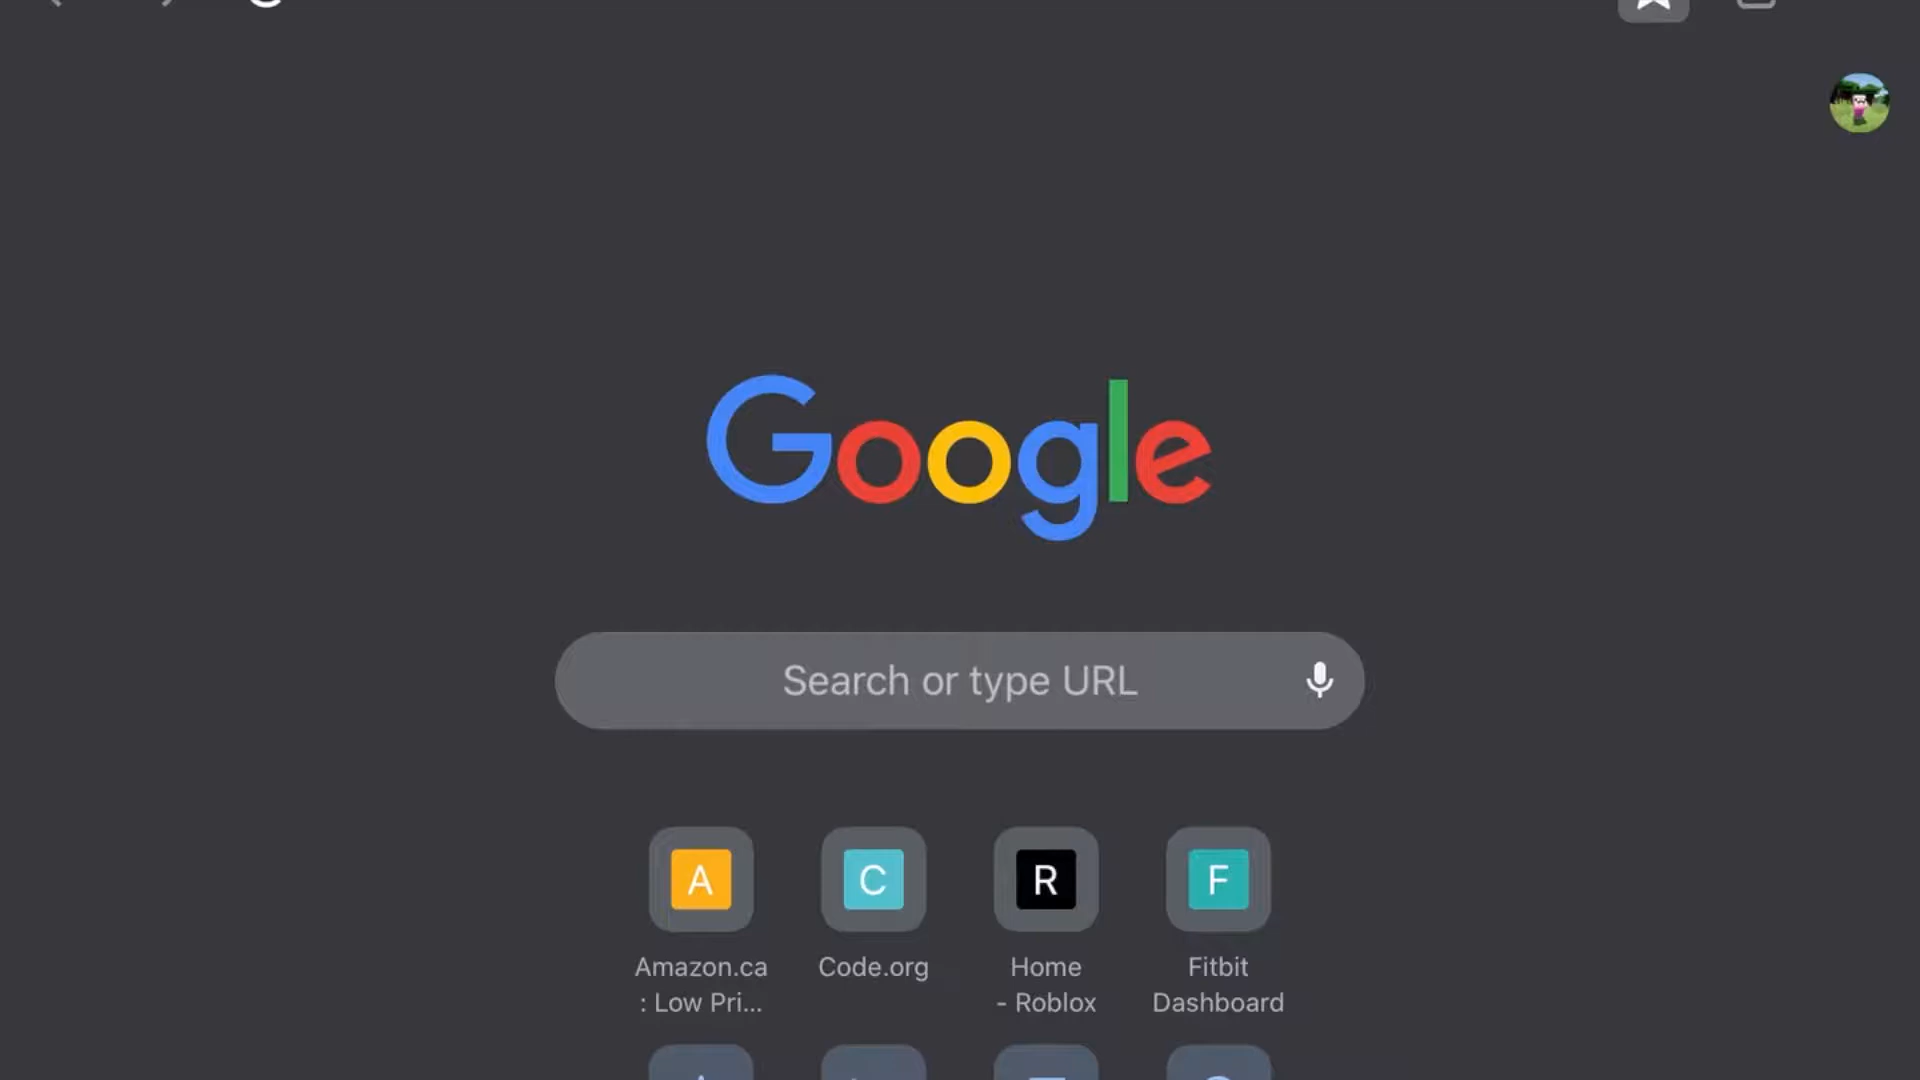 Google
Search or type URL
A
C
R
F
Amazon.ca
: Low Pri...
Code.org
Home
- Roblox
Fitbit
Dashboard